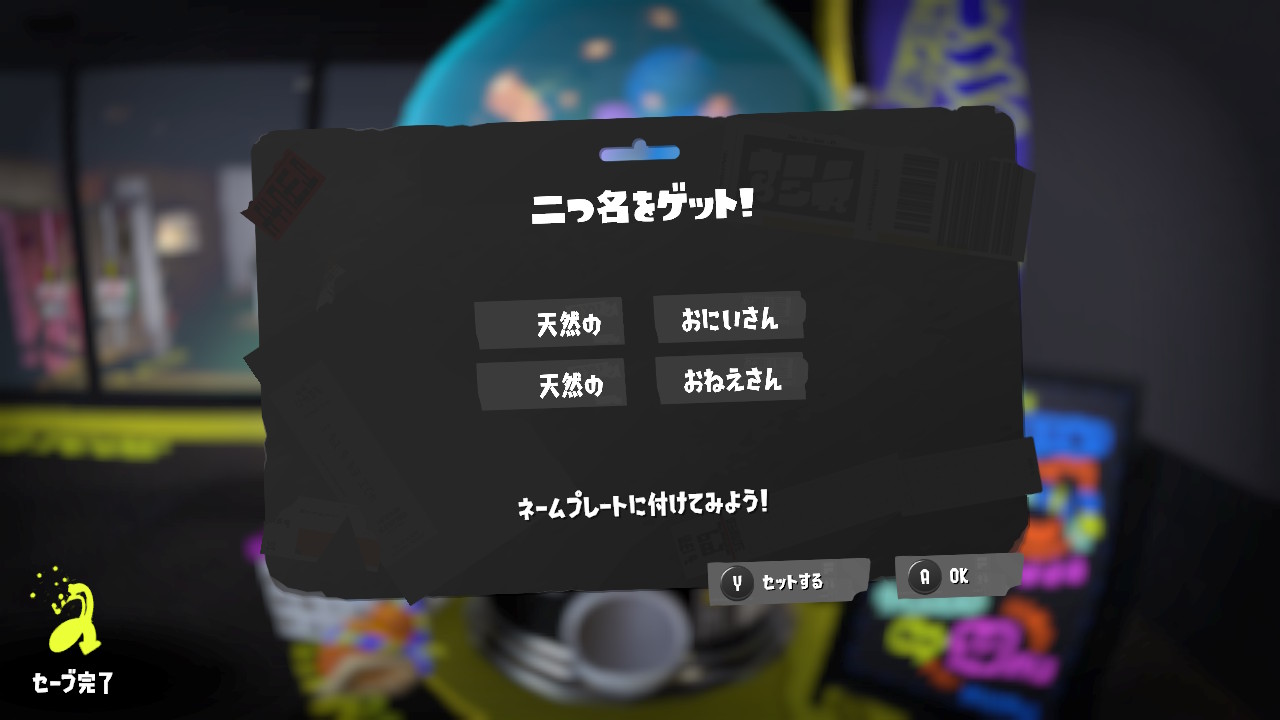 二つ名をゲット!
天然の おにいさん
天然の おねえさん
ネームプレートに付けてみよう!
Y セットする
A OK
セーブ完了